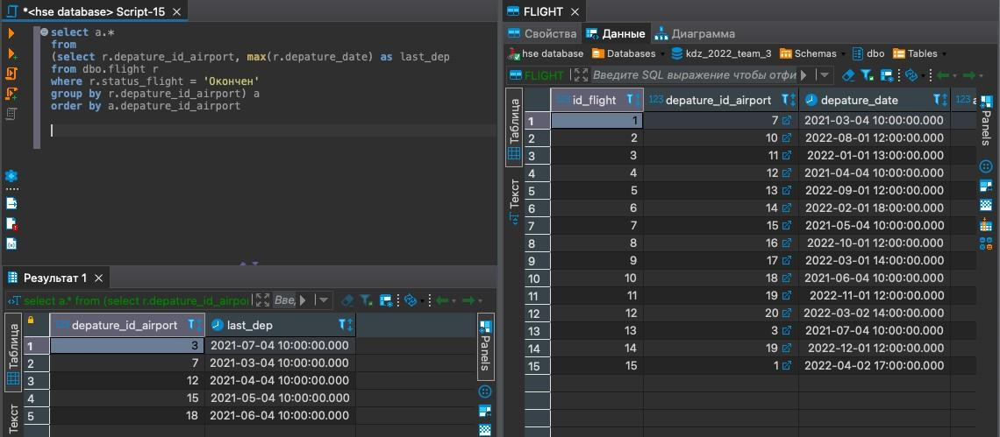 *<hse database> Script-15
select a.*
from
(select r.depature_id_airport, max(r.depature_date) as last_dep
from dbo.flight r
where r.status_flight = 'Окончен'
group by r.depature_id_airport) a
order by a.depature_id_airport
Результат 1
select a.* from (select r.depature_id_airpor
Введ
Таблица
Текст
depature_id_airport last_dep
1 3 2021-07-04 10:00:00.000
2 7 2021-03-04 10:00:00.000
3 12 2021-04-04 10:00:00.000
4 15 2021-05-04 10:00:00.000
5 18 2021-06-04 10:00:00.000
Panels
FLIGHT
Свойства Данные Диаграмма
hse database Databases kdz_2022_team_3 Schemas dbo Tables
FLIGHT Введите SQL выражение чтобы отфи
Таблица
Текст
123 id_flight 123 depature_id_airport depature_date 123
1 1 7 2021-03-04 10:00:00.000
2 2 10 2022-08-01 12:00:00.000
3 3 11 2022-01-01 13:00:00.000
4 4 12 2021-04-04 10:00:00.000
5 5 13 2022-09-01 12:00:00.000
6 6 14 2022-02-01 18:00:00.000
7 7 15 2021-05-04 10:00:00.000
8 8 16 2022-10-01 12:00:00.000
9 9 17 2022-03-01 14:00:00.000
10 10 18 2021-06-04 10:00:00.000
11 11 19 2022-11-01 12:00:00.000
12 12 20 2022-03-02 14:00:00.000
13 13 3 2021-07-04 10:00:00.000
14 14 19 2022-12-01 12:00:00.000
15 15 1 2022-04-02 17:00:00.000
Panels